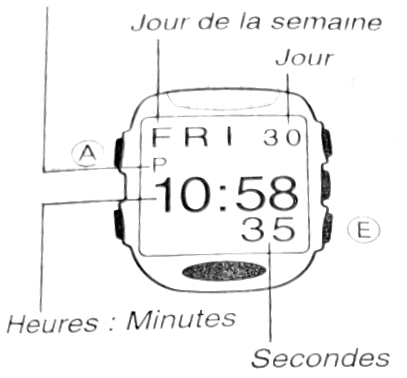 Jour de la semaine
Jour
FRI 30
A
P
10:58
35
E
Heures : Minutes
Secondes